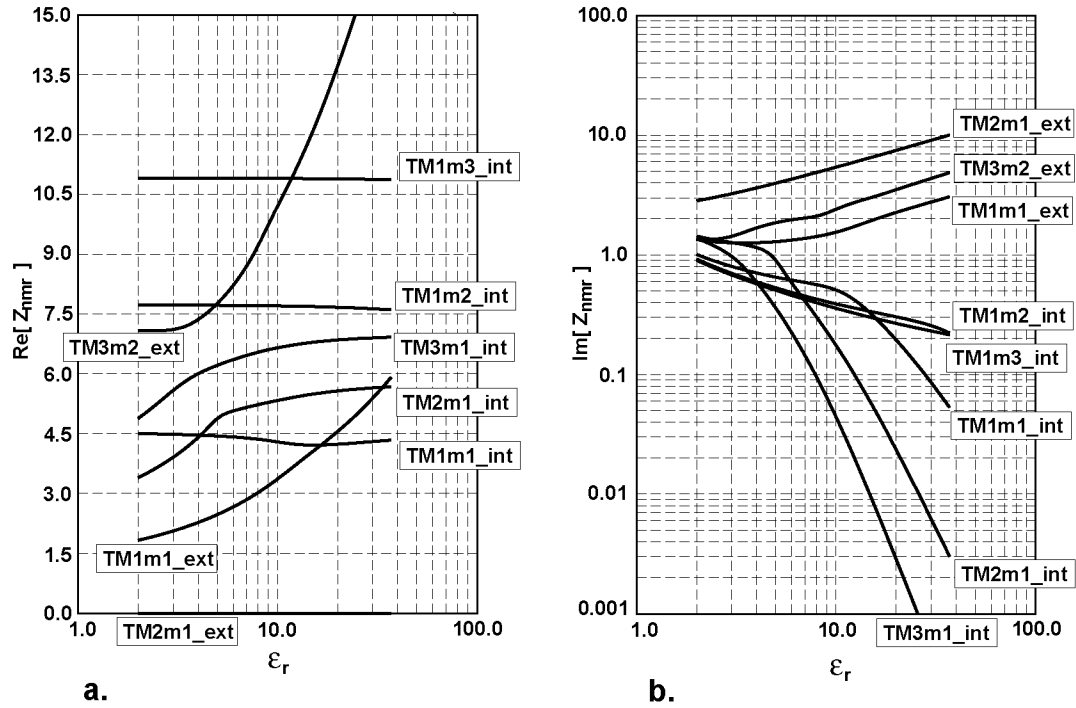 15.0
13.5
12.0
10.5
9.0
7.5
6.0
4.5
3.0
1.5
0.0
Re[ Znmr ]
TM1m3_int
TM1m2_int
TM3m2_ext
TM3m1_int
TM2m1_int
TM1m1_int
TM1m1_ext
TM2m1_ext
1.0
10.0
100.0
εr
a.
100.0
10.0
1.0
0.1
0.01
0.001
Im[ Znmr ]
TM2m1_ext
TM3m2_ext
TM1m1_ext
TM1m2_int
TM1m3_int
TM1m1_int
TM2m1_int
TM3m1_int
1.0
10.0
100.0
εr
b.